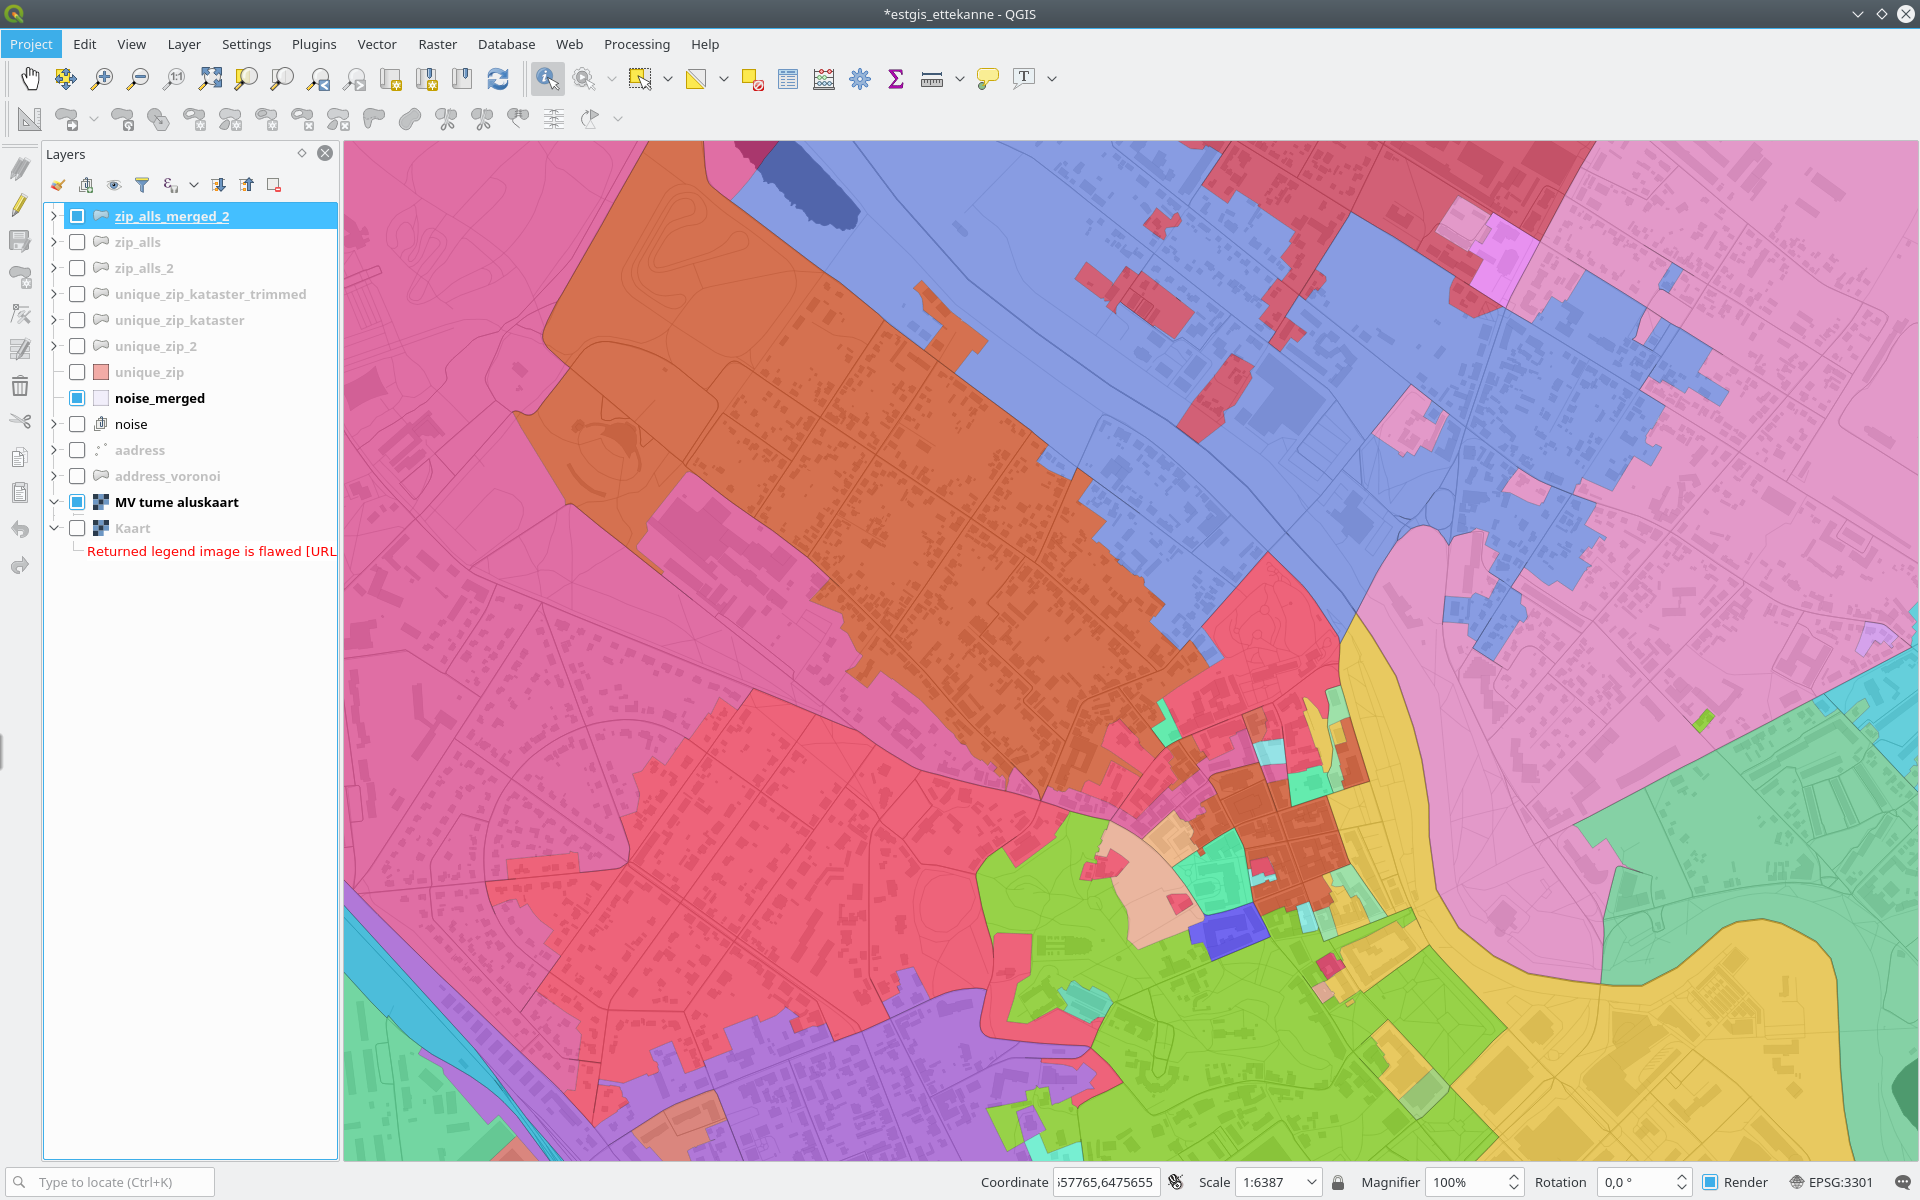 *estgis_ettekanne - QGIS
Project Edit View Layer Settings Plugins Vector Raster Database Web Processing Help
1:1
T
Layers
zip_alls_merged_2
zip_alls
zip_alls_2
unique_zip_kataster_trimmed
unique_zip_kataster
unique_zip_2
unique_zip
noise_merged
noise
aadress
address_voronoi
MV tume aluskaart
Kaart
Returned legend image is flawed [URL
Type to locate (Ctrl+K) Coordinate 557765,6475655 Scale 1:6387 Magnifier 100% Rotation 0,0 ° Render EPSG:3301